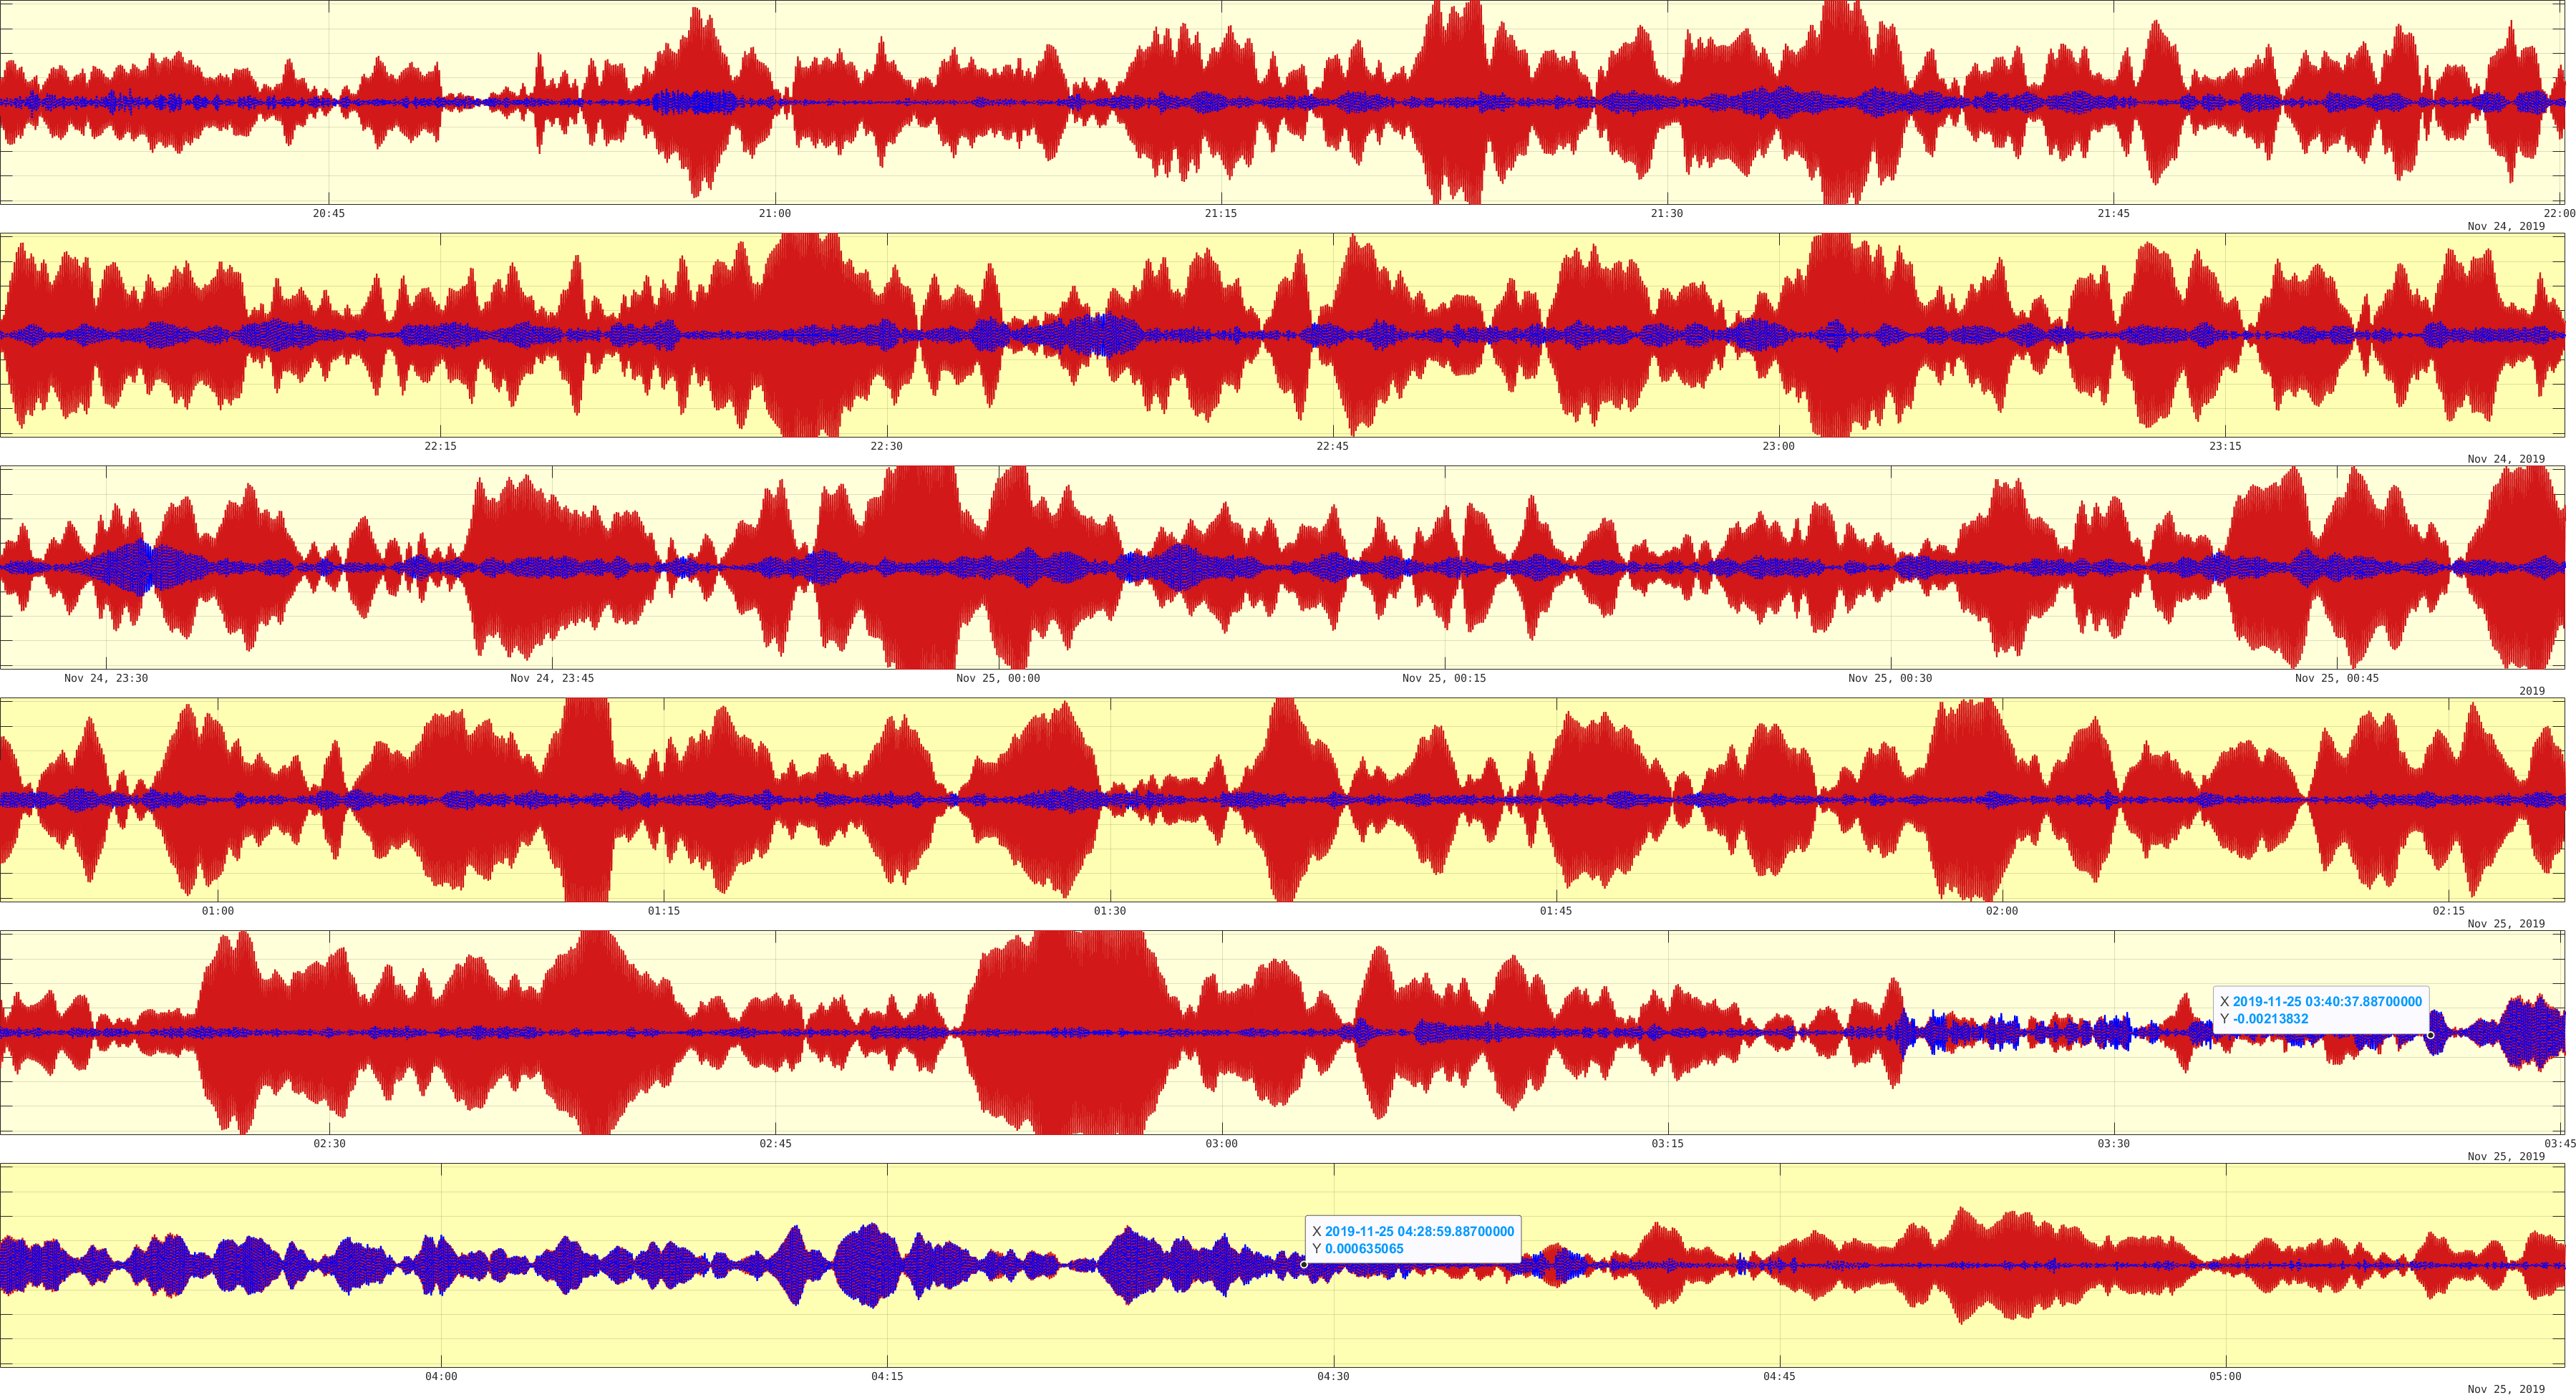 20:45 21:00 21:15 21:30 21:45 22:00
Nov 24, 2019
22:15 22:30 22:45 23:00 23:15
Nov 24, 2019
Nov 24, 23:30 Nov 24, 23:45 Nov 25, 00:00 Nov 25, 00:15 Nov 25, 00:30 Nov 25, 00:45
2019
01:00 01:15 01:30 01:45 02:00 02:15
Nov 25, 2019
X 2019-11-25 03:40:37.88700000
Y -0.00213832
02:30 02:45 03:00 03:15 03:30 03:45
Nov 25, 2019
X 2019-11-25 04:28:59.88700000
Y 0.000635065
04:00 04:15 04:30 04:45 05:00
Nov 25, 2019